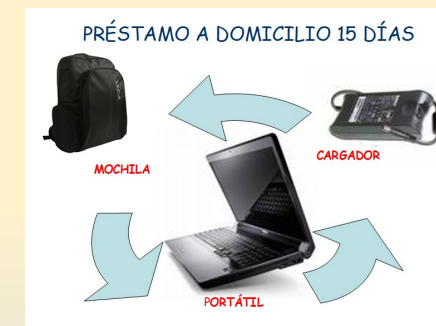 PRÉSTAMO A DOMICILIO 15 DÍAS
MOCHILA
CARGADOR
PORTÁTIL